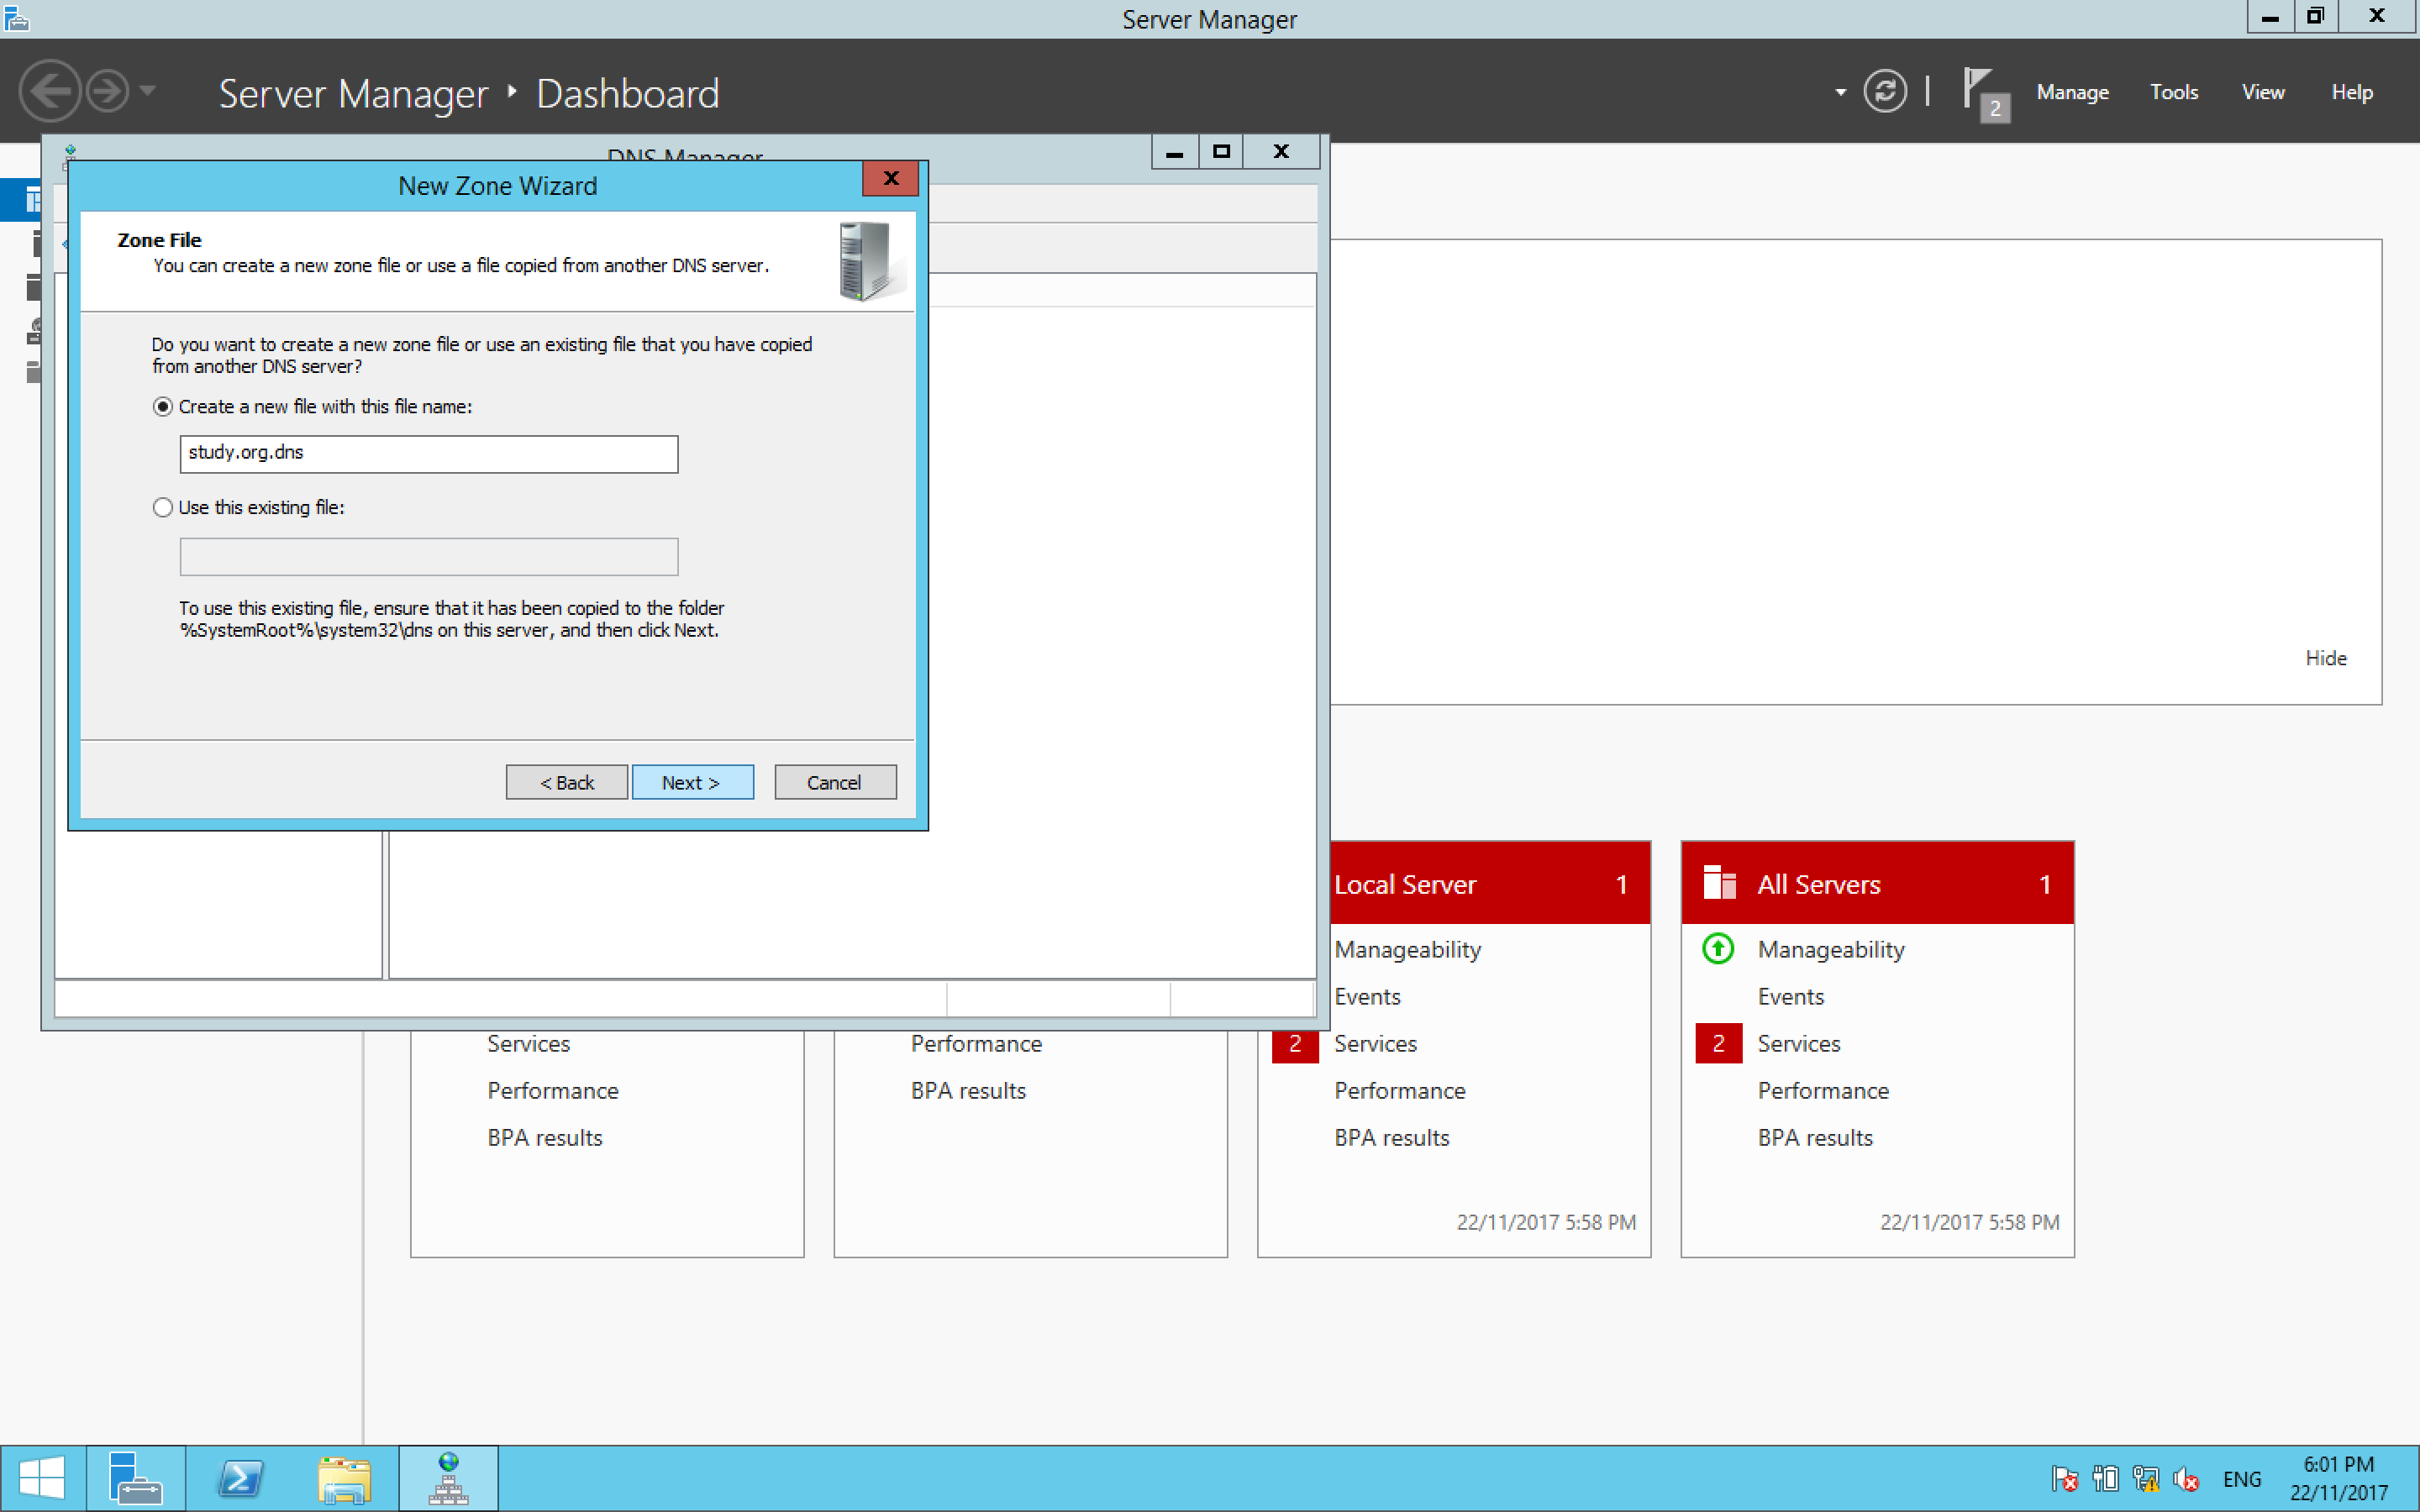 Server Manager
Server Manager Dashboard
2
Manage
Tools
View
Help
New Zone Wizard
Zone File
You can create a new zone file or use a file copied from another DNS server.
Do you want to create a new zone file or use an existing file that you have copied
from another DNS server?
Create a new file with this file name:
study.org.dns
Use this existing file:
To use this existing file, ensure that it has been copied to the folder
%SystemRoot%\system32\dns on this server, and then click Next.
< Back
Next >
Cancel
DNS Manager
Hide
Services
Performance
BPA results
Performance
BPA results
Local Server 1
Manageability
Events
2 Services
Performance
BPA results
22/11/2017 5:58 PM
All Servers 1
Manageability
Events
2 Services
Performance
BPA results
22/11/2017 5:58 PM
ENG
6:01 PM
22/11/2017